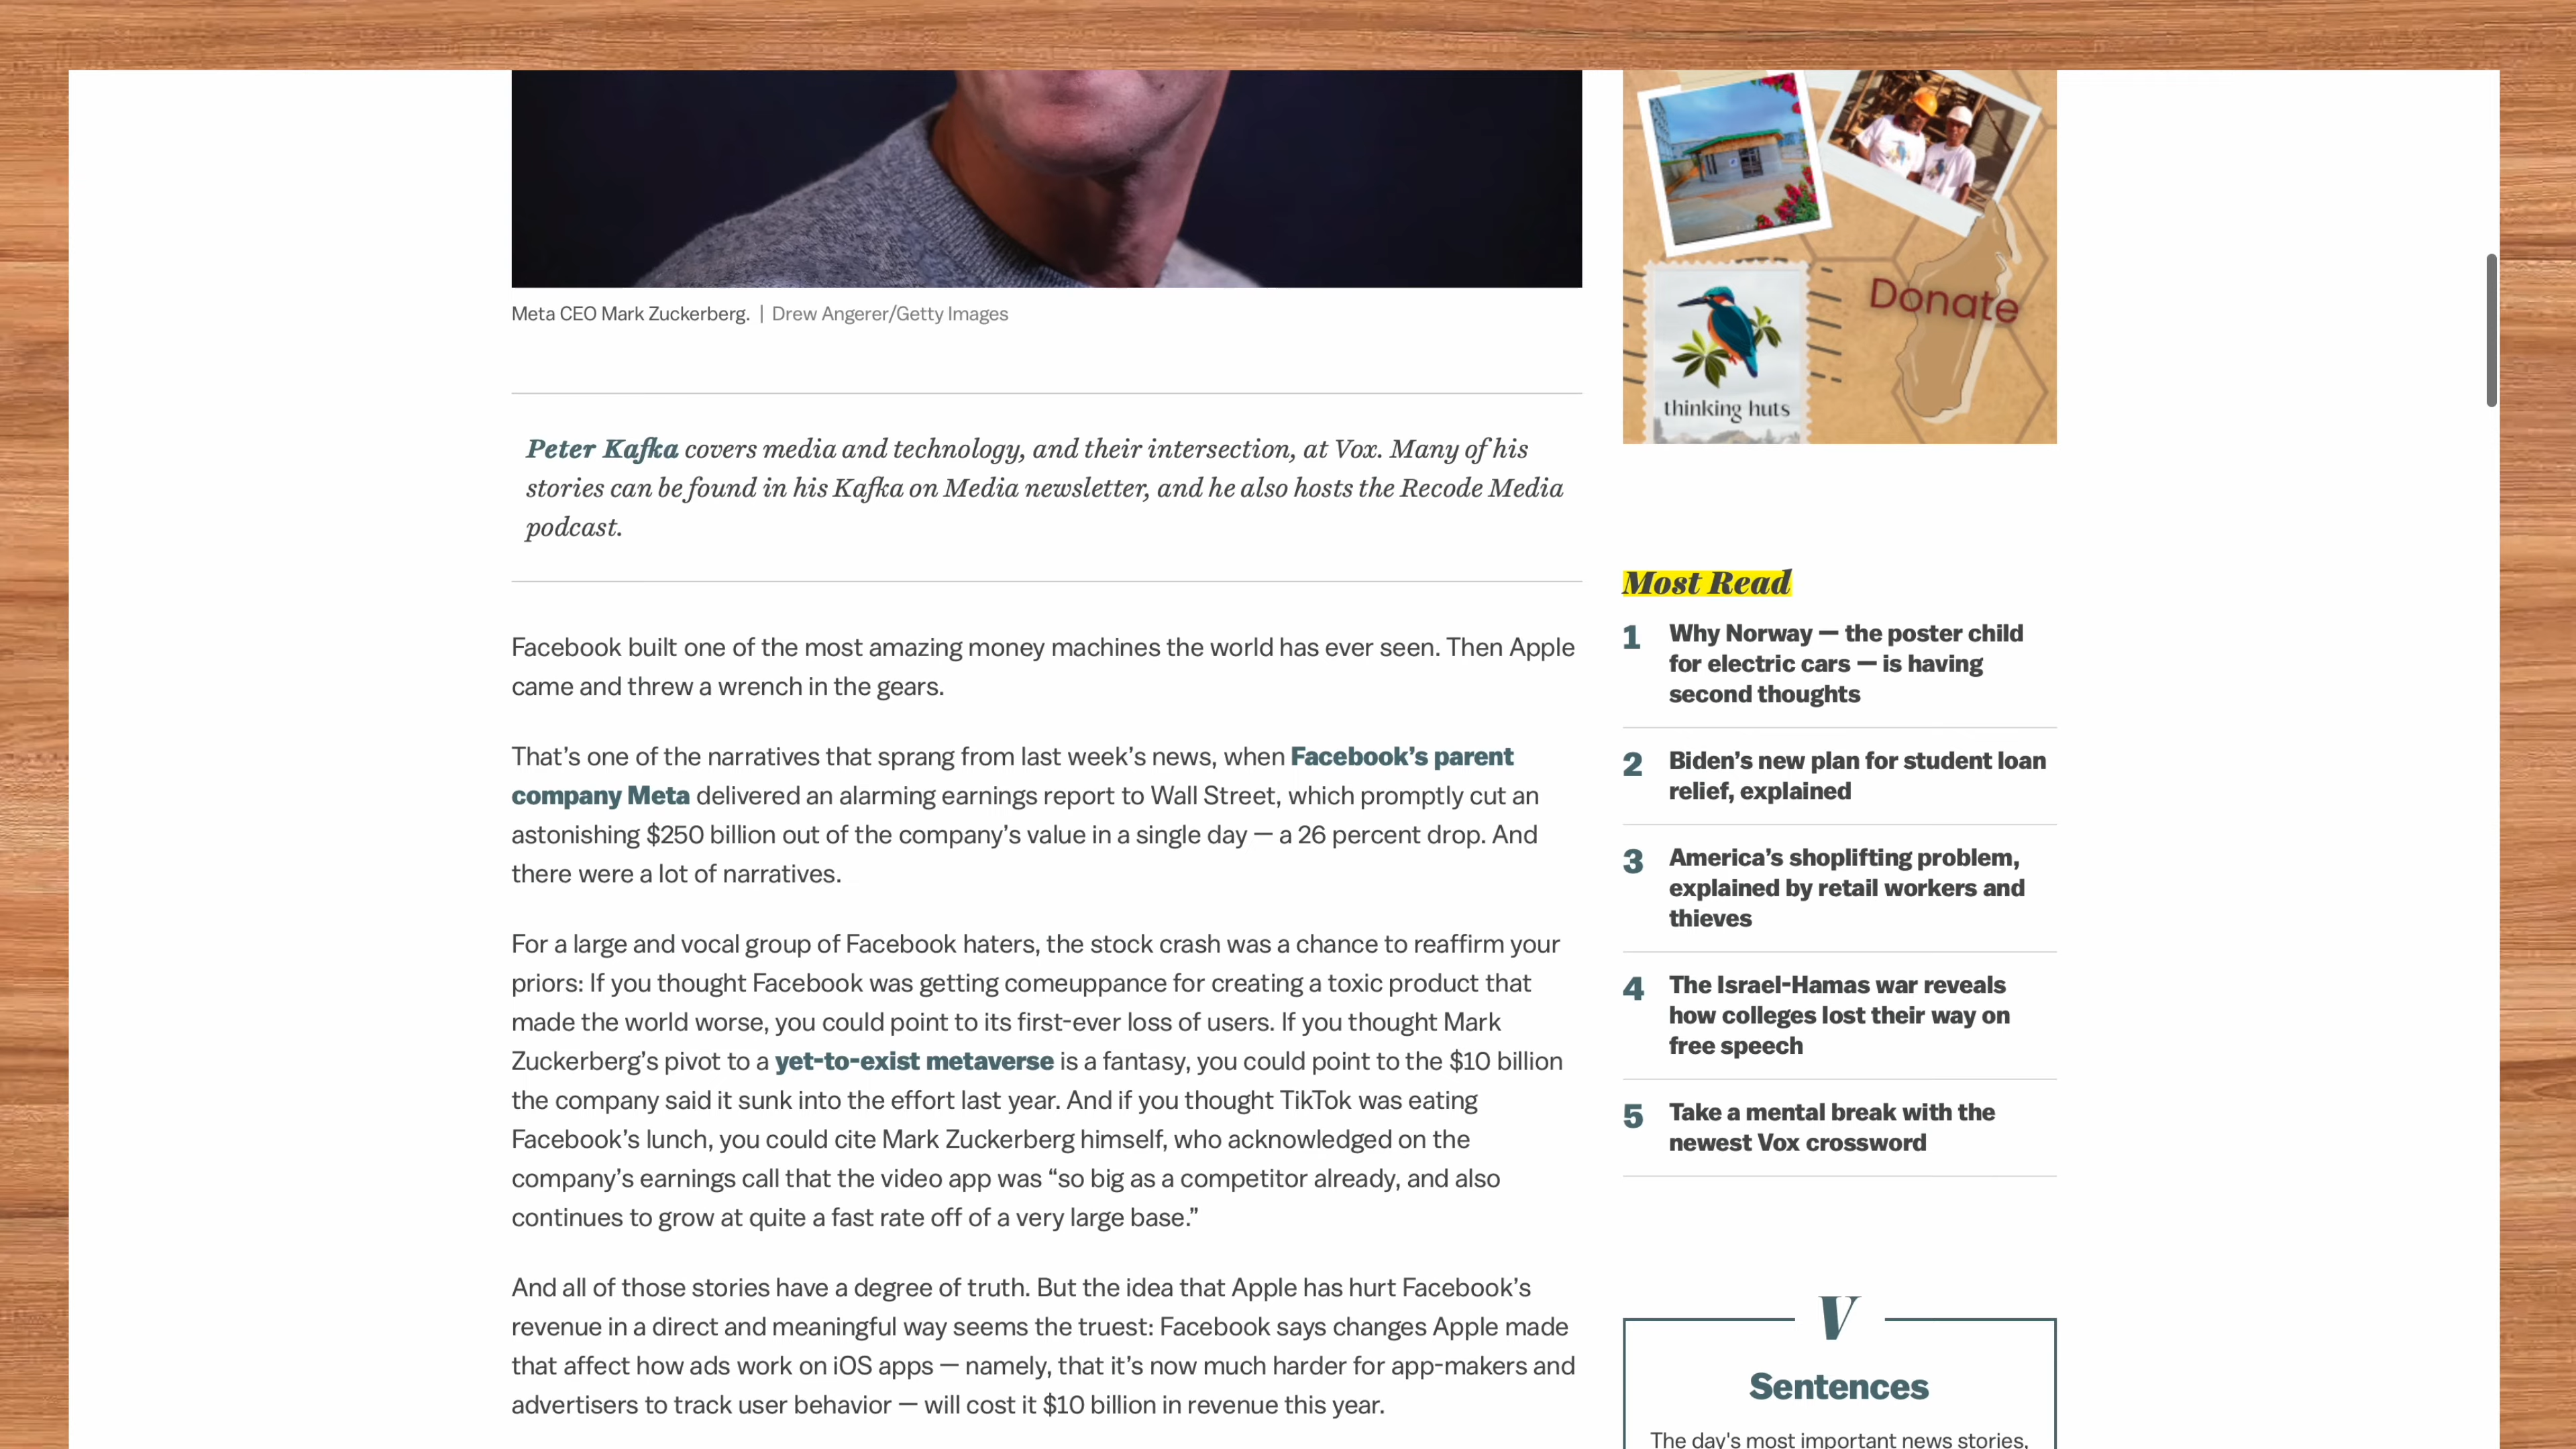 Meta CEO Mark Zuckerberg. | Drew Angerer/Getty Images
Peter Kafka covers media and technology, and their intersection, at Vox. Many of his
stories can be found in his Kafka on Media newsletter, and he also hosts the Recode Media
podcast.
Facebook built one of the most amazing money machines the world has ever seen. Then Apple
came and threw a wrench in the gears.
That’s one of the narratives that sprang from last week’s news, when Facebook’s parent
company Meta delivered an alarming earnings report to Wall Street, which promptly cut an
astonishing $250 billion out of the company’s value in a single day — a 26 percent drop. And
there were a lot of narratives.
For a large and vocal group of Facebook haters, the stock crash was a chance to reaffirm your
priors: If you thought Facebook was getting comeuppance for creating a toxic product that
made the world worse, you could point to its first-ever loss of users. If you thought Mark
Zuckerberg’s pivot to a yet-to-exist metaverse is a fantasy, you could point to the $10 billion
the company said it sunk into the effort last year. And if you thought TikTok was eating
Facebook’s lunch, you could cite Mark Zuckerberg himself, who acknowledged on the
company’s earnings call that the video app was “so big as a competitor already, and also
continues to grow at quite a fast rate off of a very large base.”
And all of those stories have a degree of truth. But the idea that Apple has hurt Facebook’s
revenue in a direct and meaningful way seems the truest: Facebook says changes Apple made
that affect how ads work on iOS apps — namely, that it’s now much harder for app-makers and
advertisers to track user behavior — will cost it $10 billion in revenue this year.
Donate
thinking huts
Most Read
1 Why Norway — the poster child
for electric cars — is having
second thoughts
2 Biden’s new plan for student loan
relief, explained
3 America’s shoplifting problem,
explained by retail workers and
thieves
4 The Israel-Hamas war reveals
how colleges lost their way on
free speech
5 Take a mental break with the
newest Vox crossword
V
Sentences
The day's most important news stories,